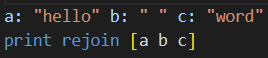 a: "hello" b: " " c: "word"
print rejoin [a b c]